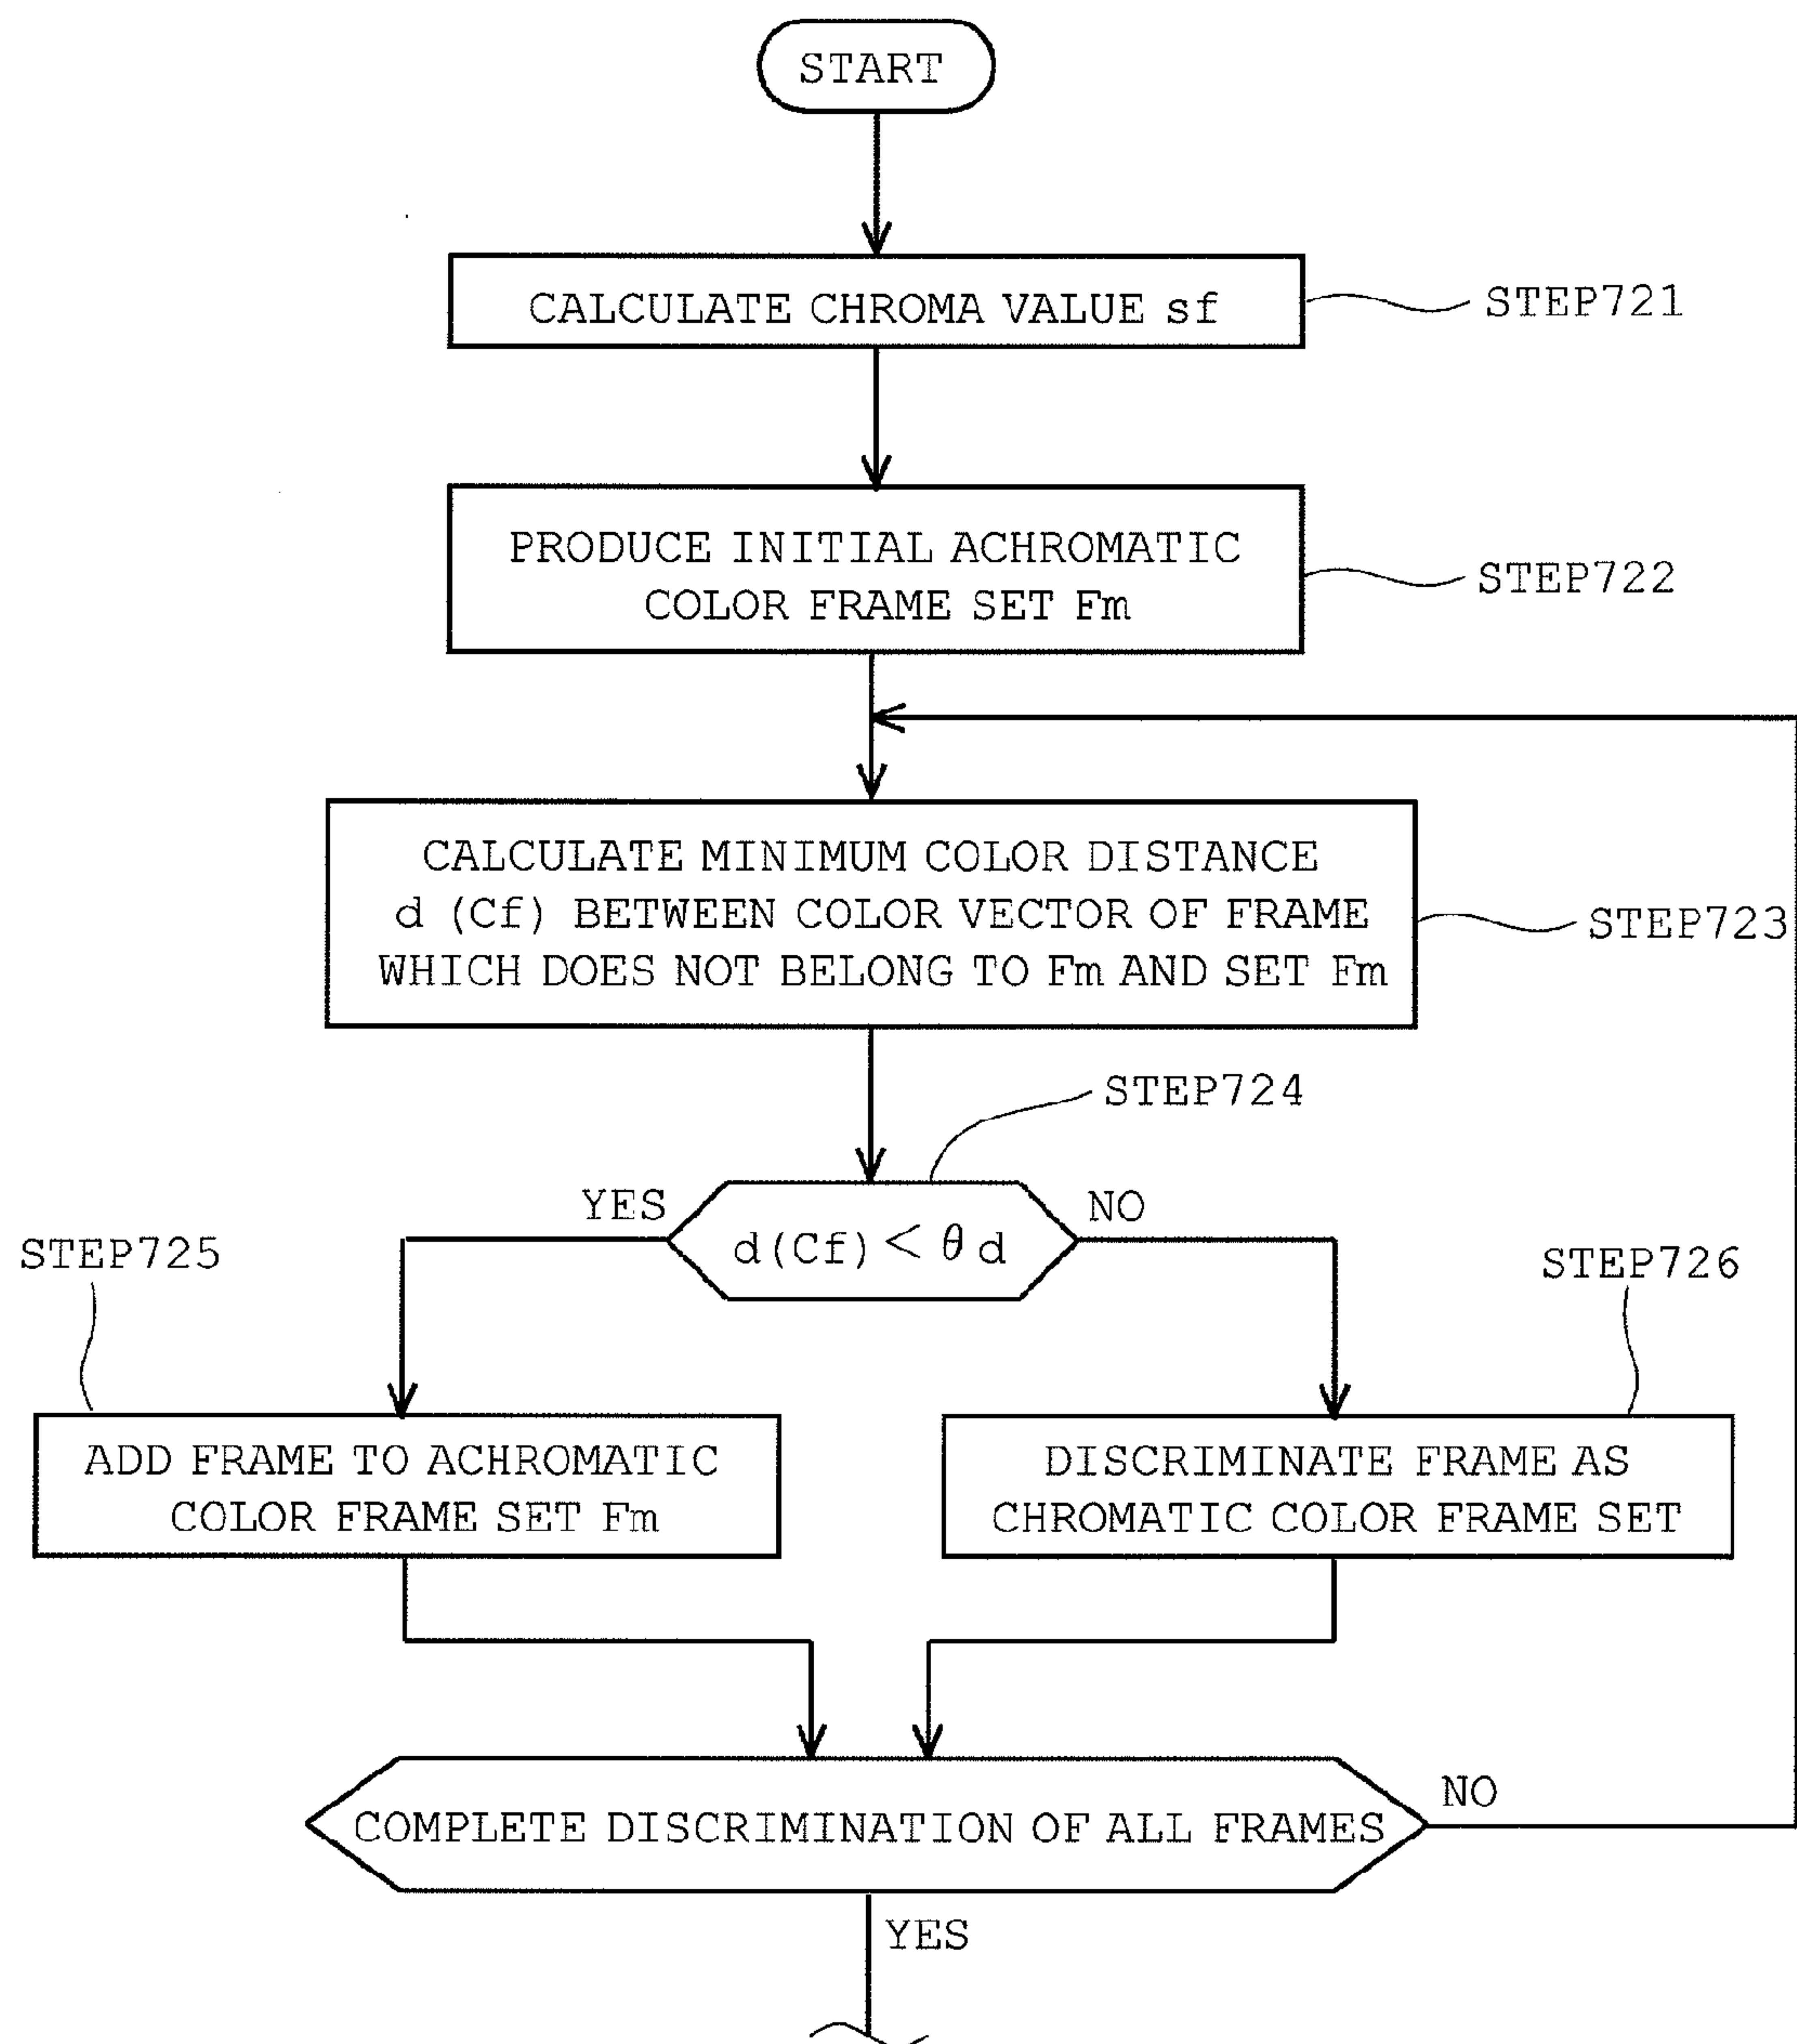 START
CALCULATE CHROMA VALUE sf
STEP721
PRODUCE INITIAL ACHROMATIC
COLOR FRAME SET Fm
STEP722
CALCULATE MINIMUM COLOR DISTANCE
d (Cf) BETWEEN COLOR VECTOR OF FRAME
WHICH DOES NOT BELONG TO Fm AND SET Fm
STEP723
STEP724
YES
d(Cf) < θ d
NO
STEP725
STEP726
ADD FRAME TO ACHROMATIC
COLOR FRAME SET Fm
DISCRIMINATE FRAME AS
CHROMATIC COLOR FRAME SET
COMPLETE DISCRIMINATION OF ALL FRAMES
NO
YES